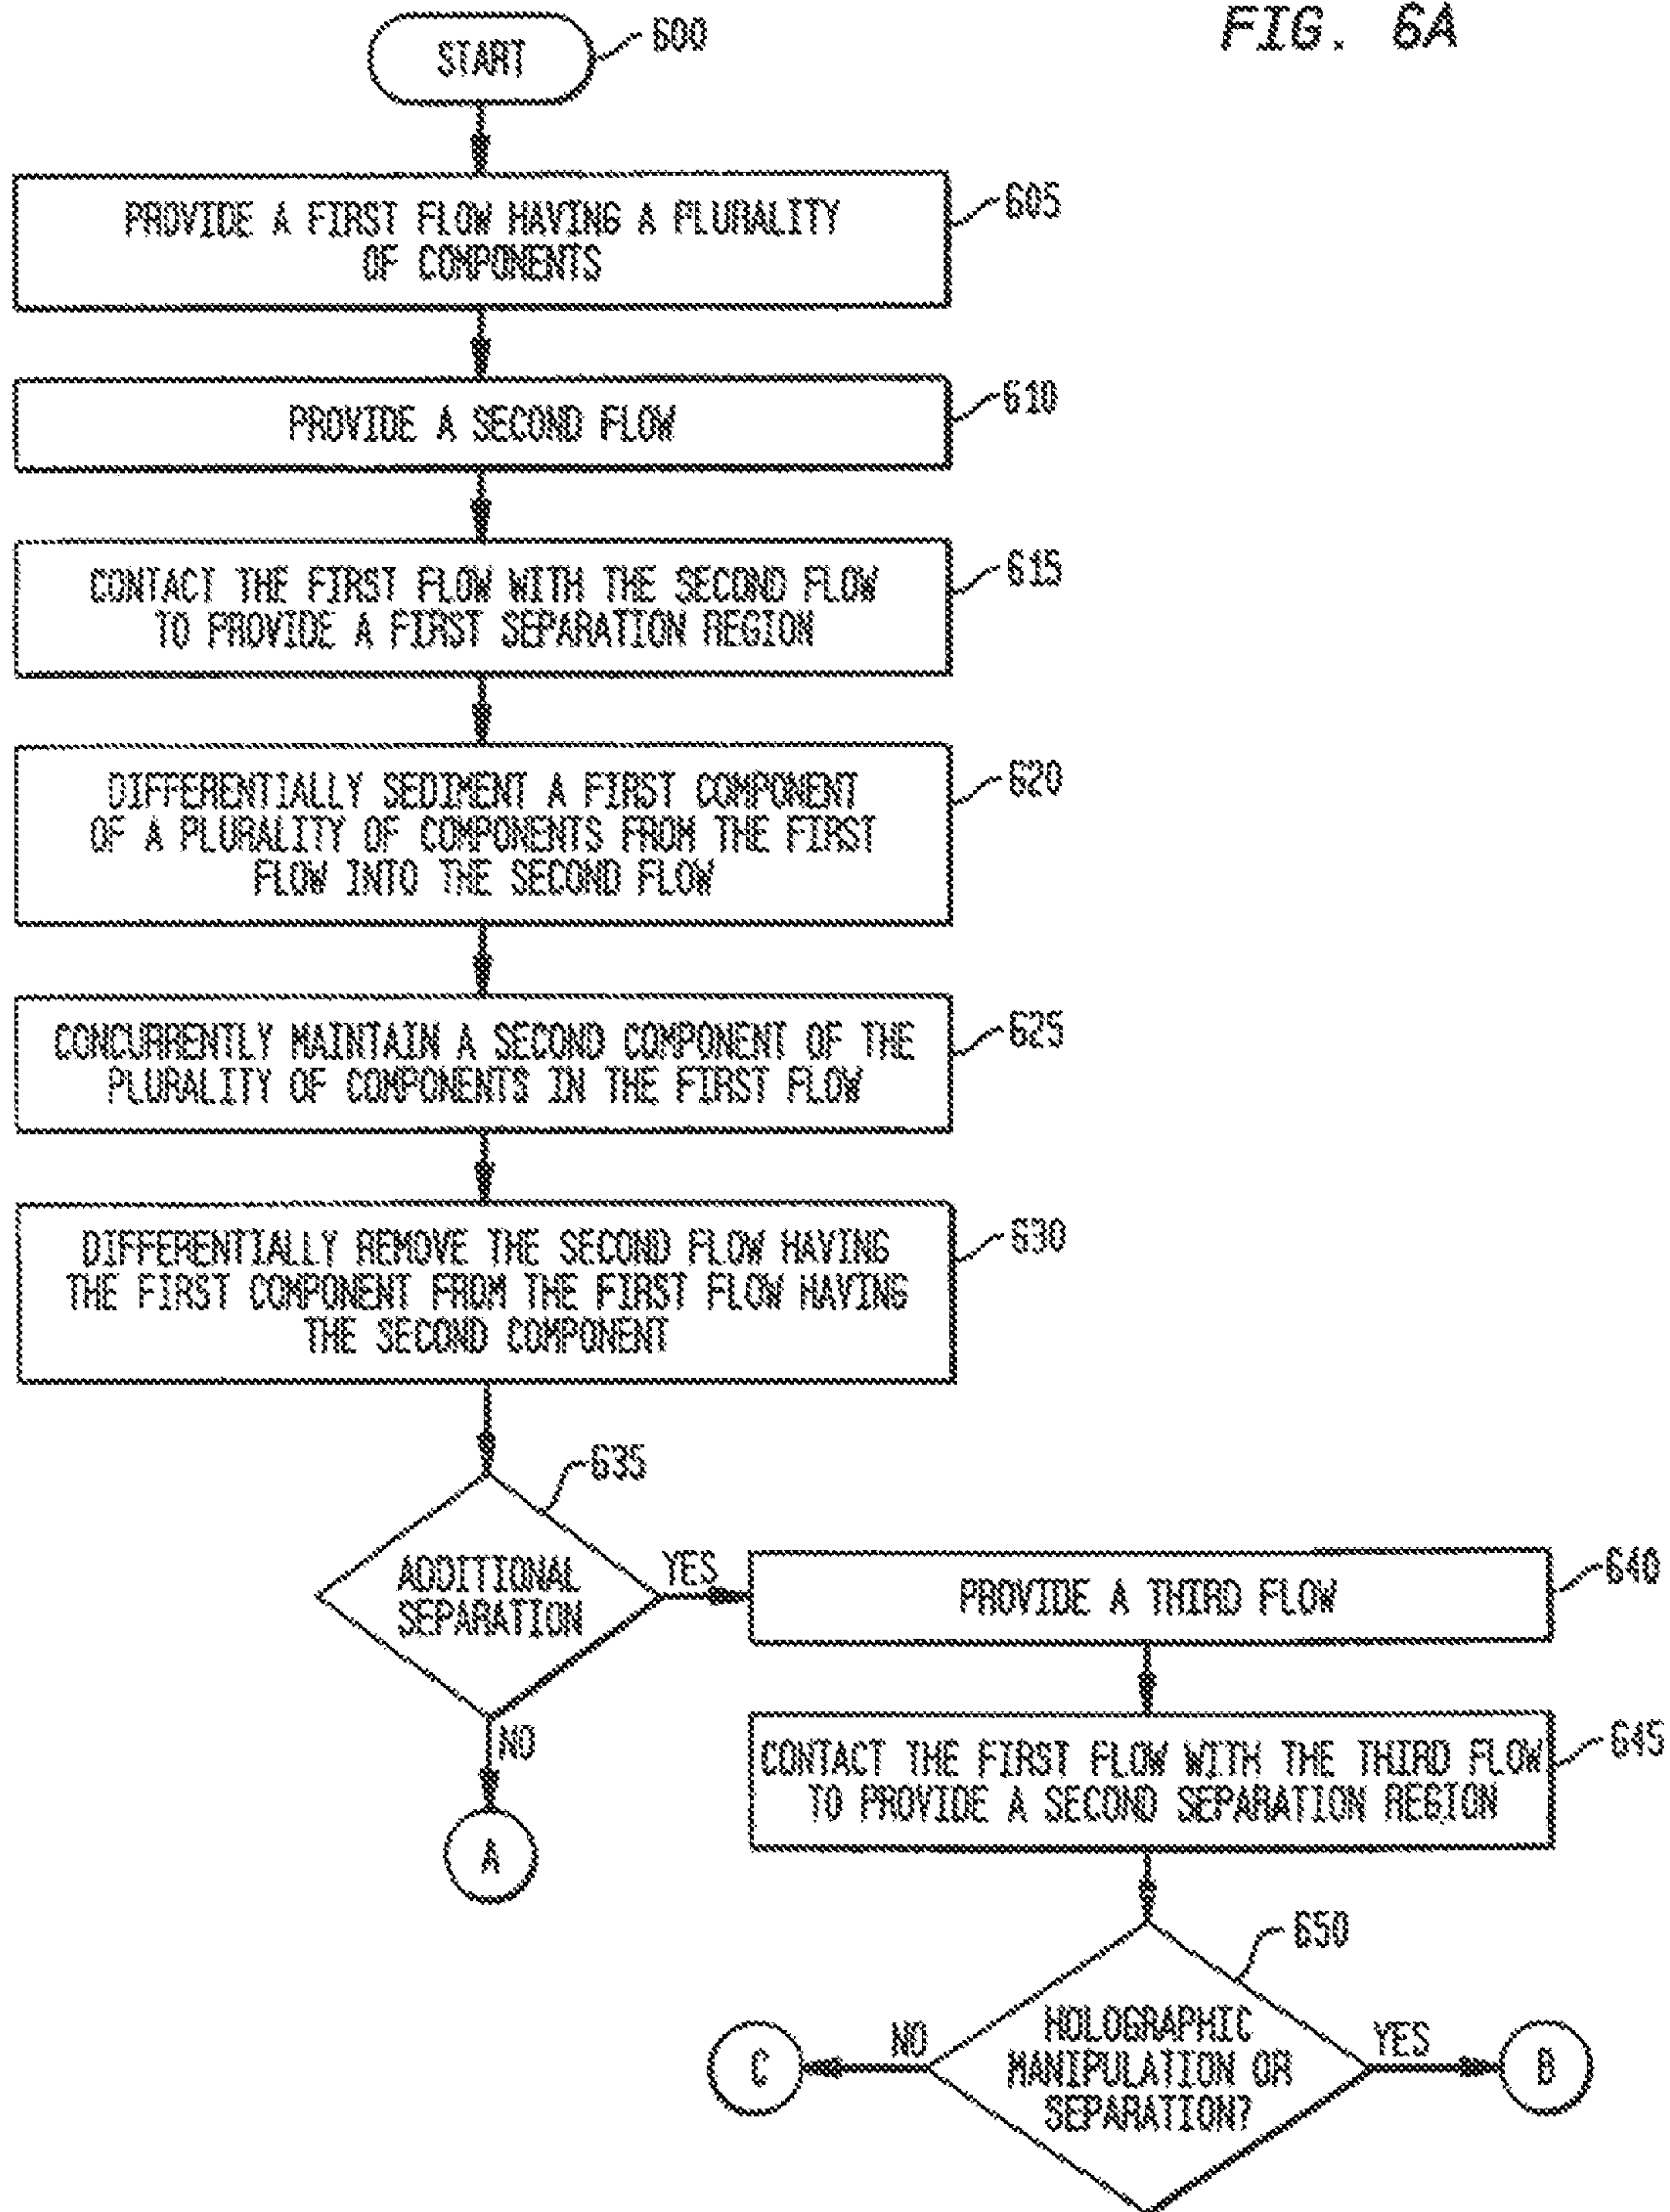 FIG. 6A
START
600
PROVIDE A FIRST FLOW HAVING A PLURALITY
OF COMPONENTS
605
PROVIDE A SECOND FLOW
610
CONTACT THE FIRST FLOW WITH THE SECOND FLOW
TO PROVIDE A FIRST SEPARATION REGION
615
DIFFERENTIALLY SEDIMENT A FIRST COMPONENT
OF A PLURALITY OF COMPONENTS FROM THE FIRST
FLOW INTO THE SECOND FLOW
620
CONCURRENTLY MAINTAIN A SECOND COMPONENT OF THE
PLURALITY OF COMPONENTS IN THE FIRST FLOW
625
DIFFERENTIALLY REMOVE THE SECOND FLOW HAVING
THE FIRST COMPONENT FROM THE FIRST FLOW HAVING
THE SECOND COMPONENT
630
635
ADDITIONAL
SEPARATION
YES
NO
A
PROVIDE A THIRD FLOW
640
CONTACT THE FIRST FLOW WITH THE THIRD FLOW
TO PROVIDE A SECOND SEPARATION REGION
645
650
HOLOGRAPHIC
MANIPULATION OR
SEPARATION?
NO
C
YES
B